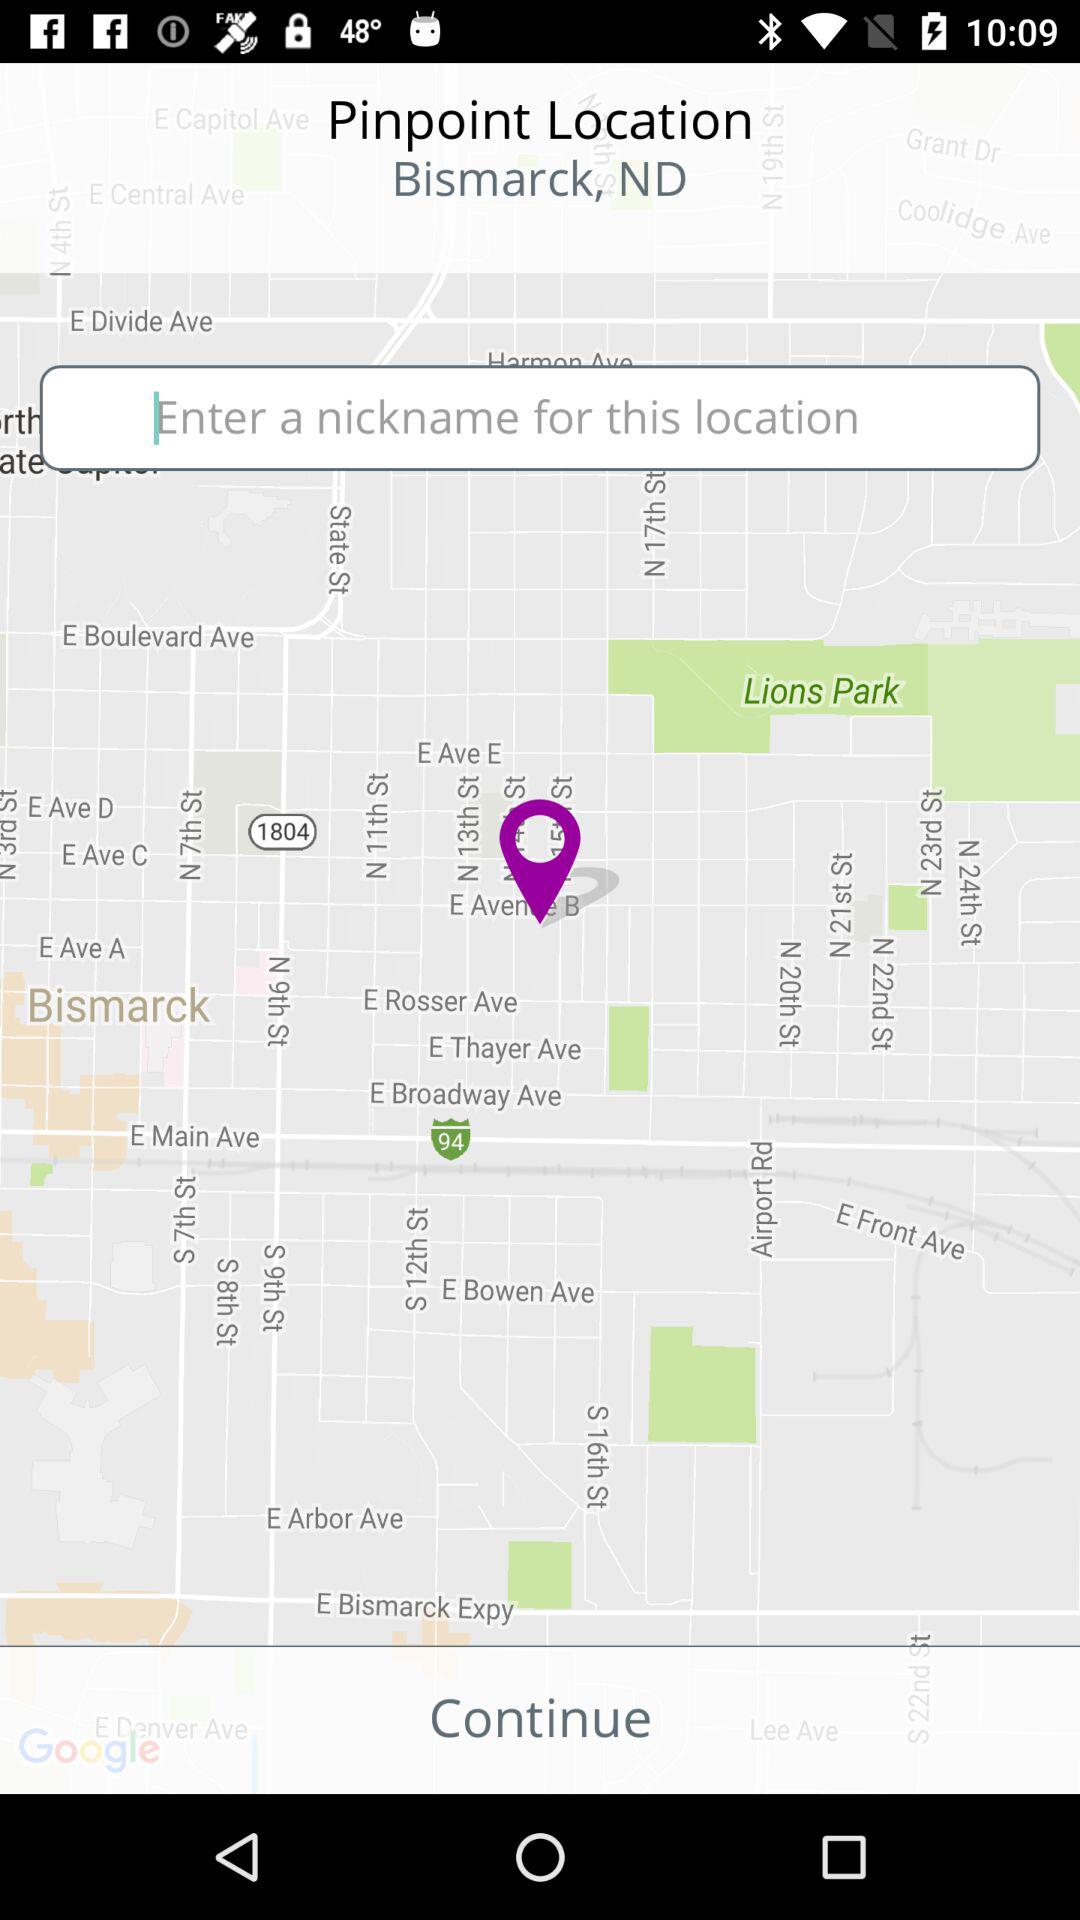 FAKE 48° 10:09
Pinpoint Location
Bismarck, ND
E Capitol Ave
N 19th St
Grant Dr
E Central Ave
Coolidge Ave
N 4th St
E Divide Ave
Harmon Ave
Enter a nickname for this location
State St
N 17th St
E Boulevard Ave
Lions Park
E Ave E
E Ave D
1804
E Ave C
N 3rd St
N 7th St
N 11th St
N 13th St
N 14th St
N 23rd St
N 24th St
N 21st St
E Avenue B
E Ave A
N 22nd St
N 20th St
N 9th St
Bismarck
E Rosser Ave
E Thayer Ave
E Broadway Ave
E Main Ave
94
Airport Rd
S 7th St
E Front Ave
S 12th St
S 8th St
S 9th St
E Bowen Ave
S 16th St
E Arbor Ave
E Bismarck Expy
S 22nd St
Continue
E Denver Ave
Lee Ave
Google